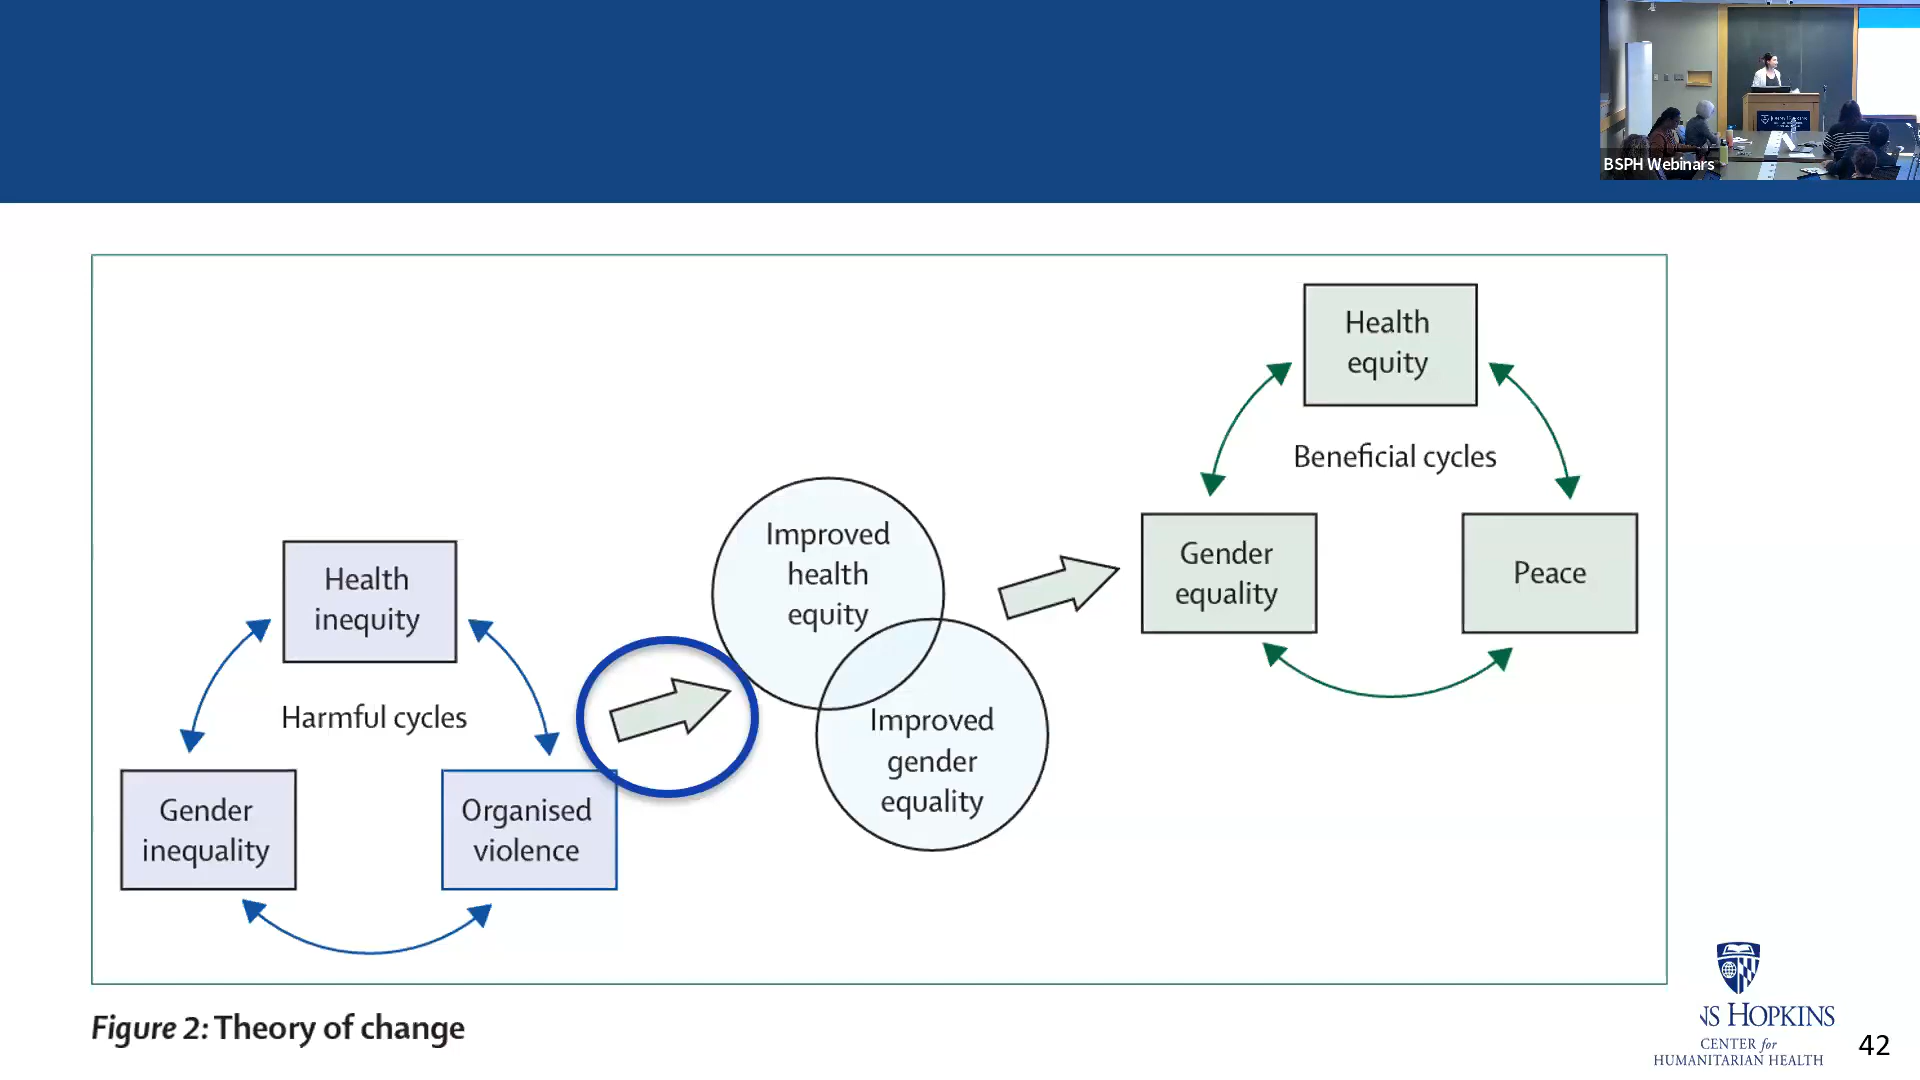 BSPH Webinars
Health
equity
Beneficial cycles
Gender
equality
Peace
Improved
health
equity
Improved
gender
equality
Health
inequity
Harmful cycles
Gender
inequality
Organised
violence
Figure 2: Theory of change
NS HOPKINS
CENTER for
HUMANITARIAN HEALTH
42